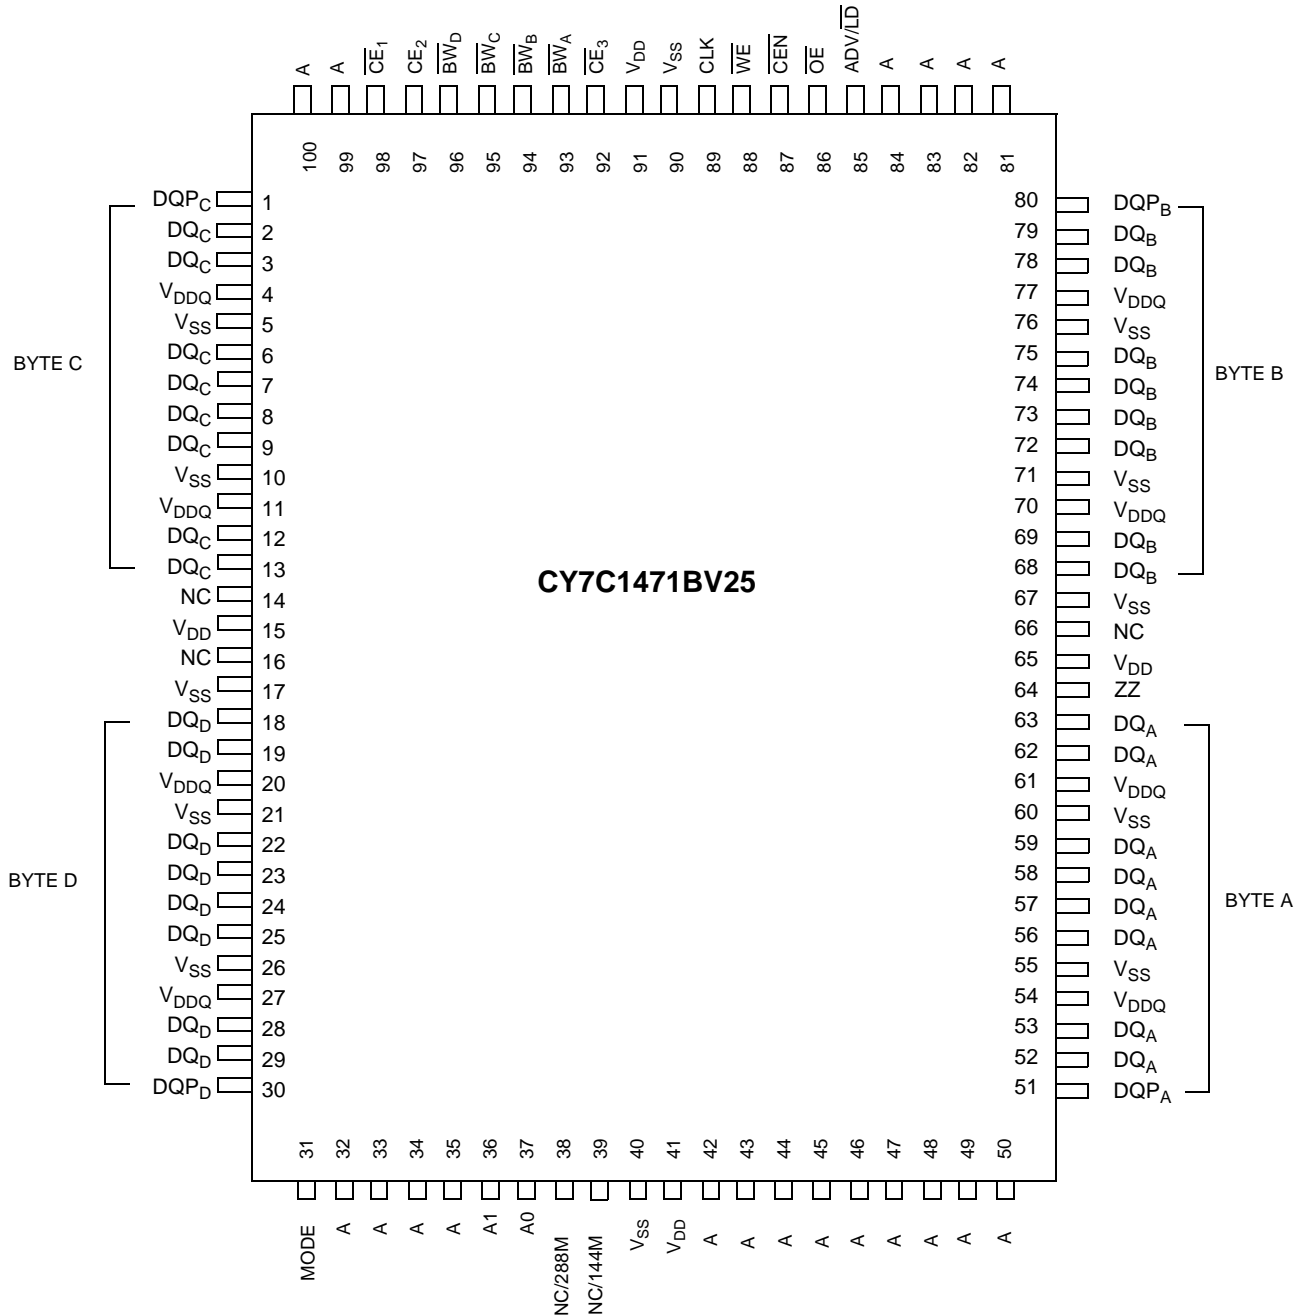 A A CE1 CE2 BWD BWC BWB BWA CE3 VDD VSS CLK WE CEN OE ADV/LD A A A A
100 99 98 97 96 95 94 93 92 91 90 89 88 87 86 85 84 83 82 81
DQPC 1 80 DQPB
DQC 2 79 DQB
DQC 3 78 DQB
VDDQ 4 77 VDDQ
VSS 5 76 VSS
DQC 6 75 DQB
BYTE C DQC 7 74 DQB BYTE B
DQC 8 73 DQB
DQC 9 72 DQB
VSS 10 71 VSS
VDDQ 11 70 VDDQ
DQC 12 69 DQB
DQC 13 68 DQB
CY7C1471BV25
NC 14 67 VSS
VDD 15 66 NC
NC 16 65 VDD
VSS 17 64 ZZ
DQD 18 63 DQA
DQD 19 62 DQA
VDDQ 20 61 VDDQ
VSS 21 60 VSS
DQD 22 59 DQA
BYTE D DQD 23 58 DQA
DQD 24 57 DQA BYTE A
DQD 25 56 DQA
VSS 26 55 VSS
VDDQ 27 54 VDDQ
DQD 28 53 DQA
DQD 29 52 DQA
DQPD 30 51 DQPA
31 32 33 34 35 36 37 38 39 40 41 42 43 44 45 46 47 48 49 50
MODE A A A A A1 A0 NC/288M NC/144M VSS VDD A A A A A A A A A